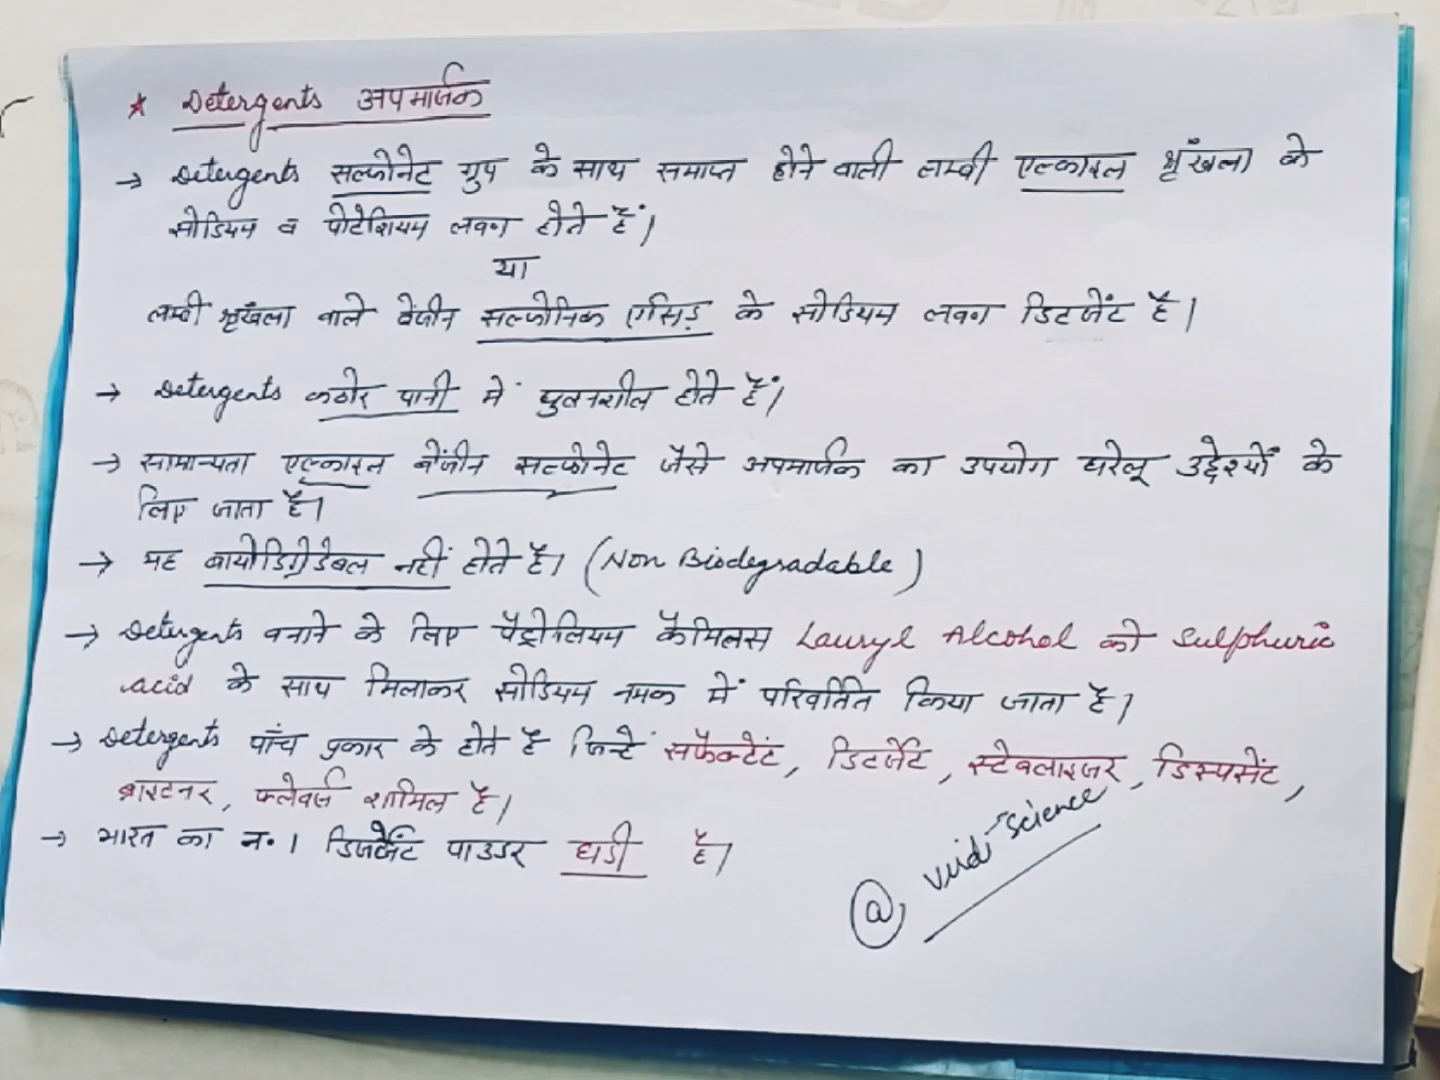 * Detergents अपमार्जक
→ Detergents सल्फोनेट ग्रुप के साथ समाप्त होने वाली लम्बी एल्काइल श्रृंखला के
सोडियम व पोटेशियम लवण होते हैं।
या
लम्बी श्रृंखला वाले बेंजीन सल्फोनिक एसिड़ के सोडियम लवण डिटर्जेंट है।
→ Detergents कठोर पानी में घुलनशील होते हैं।
→ सामान्यता एल्काइल बेंजीन सल्फोनेट जैसे अपमार्जक का उपयोग घरेलू उद्देश्यों के
लिए जाता है।
→ यह बायोडिग्रेडेबल नहीं होते है। (Non Biodegradable)
→ Detergents बनाने के लिए पैट्रोलियम कैमिलस Lauryl Alcohol को Sulphuric
acid के साथ मिलाकर सोडियम नमक में परिवर्तित किया जाता है।
→ Detergents पाँच प्रकार के होते है जिन्हें सर्फेक्टेंट, डिटर्जेंट, स्टेबलाइजर, डिस्पर्सेंट,
ब्राइटनर, फ्लेवर्ज शामिल है।
→ भारत का न. 1 डिटर्जेंट पाउडर घडी है।
@ Virdi Science